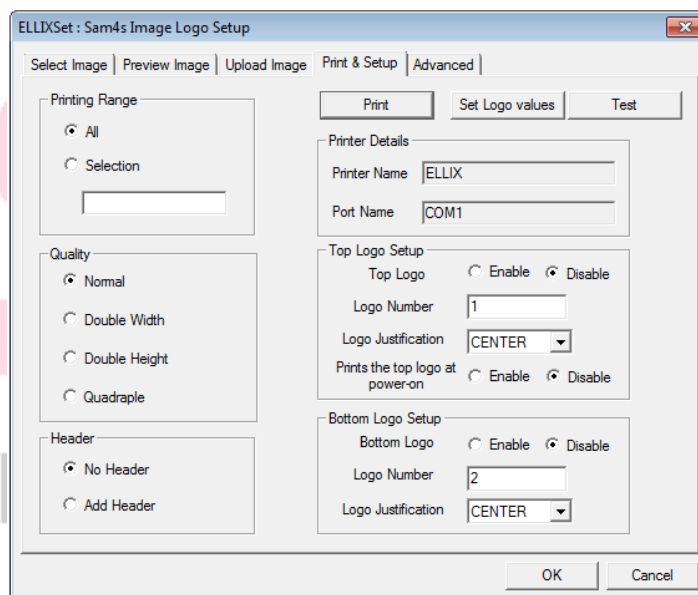 ELLIXSet : Sam4s Image Logo Setup
Select Image Preview Image Upload Image Print & Setup Advanced
Printing Range
All
Selection
Quality
Normal
Double Width
Double Height
Quadraple
Header
No Header
Add Header
Print Set Logo values Test
Printer Details
Printer Name ELLIX
Port Name COM1
Top Logo Setup
Top Logo Enable Disable
Logo Number 1
Logo Justification CENTER
Prints the top logo at
power-on Enable Disable
Bottom Logo Setup
Bottom Logo Enable Disable
Logo Number 2
Logo Justification CENTER
OK Cancel